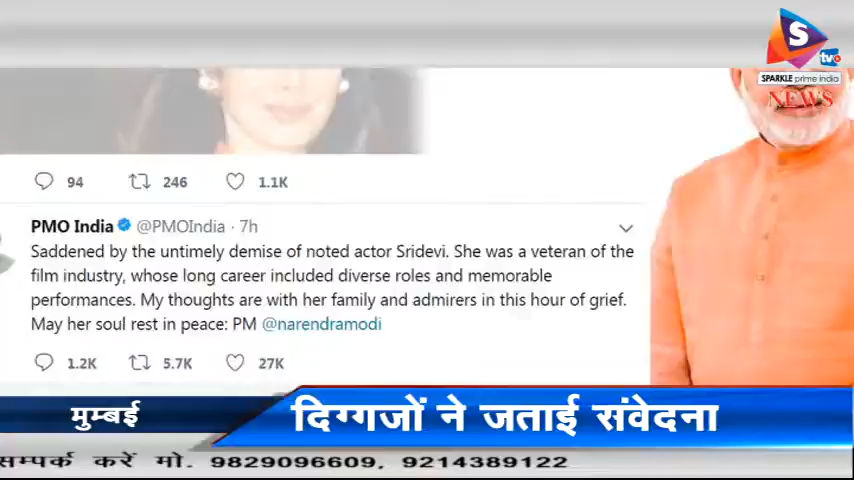 S
tv
SPARKLE prime india
NEWS
94 246 1.1K
PMO India @PMOIndia · 7h
Saddened by the untimely demise of noted actor Sridevi. She was a veteran of the
film industry, whose long career included diverse roles and memorable
performances. My thoughts are with her family and admirers in this hour of grief.
May her soul rest in peace: PM @narendramodi
1.2K 5.7K 27K
मुम्बई
दिग्गजों ने जताई संवेदना
सम्पर्क करें मो. 9829096609, 9214389122